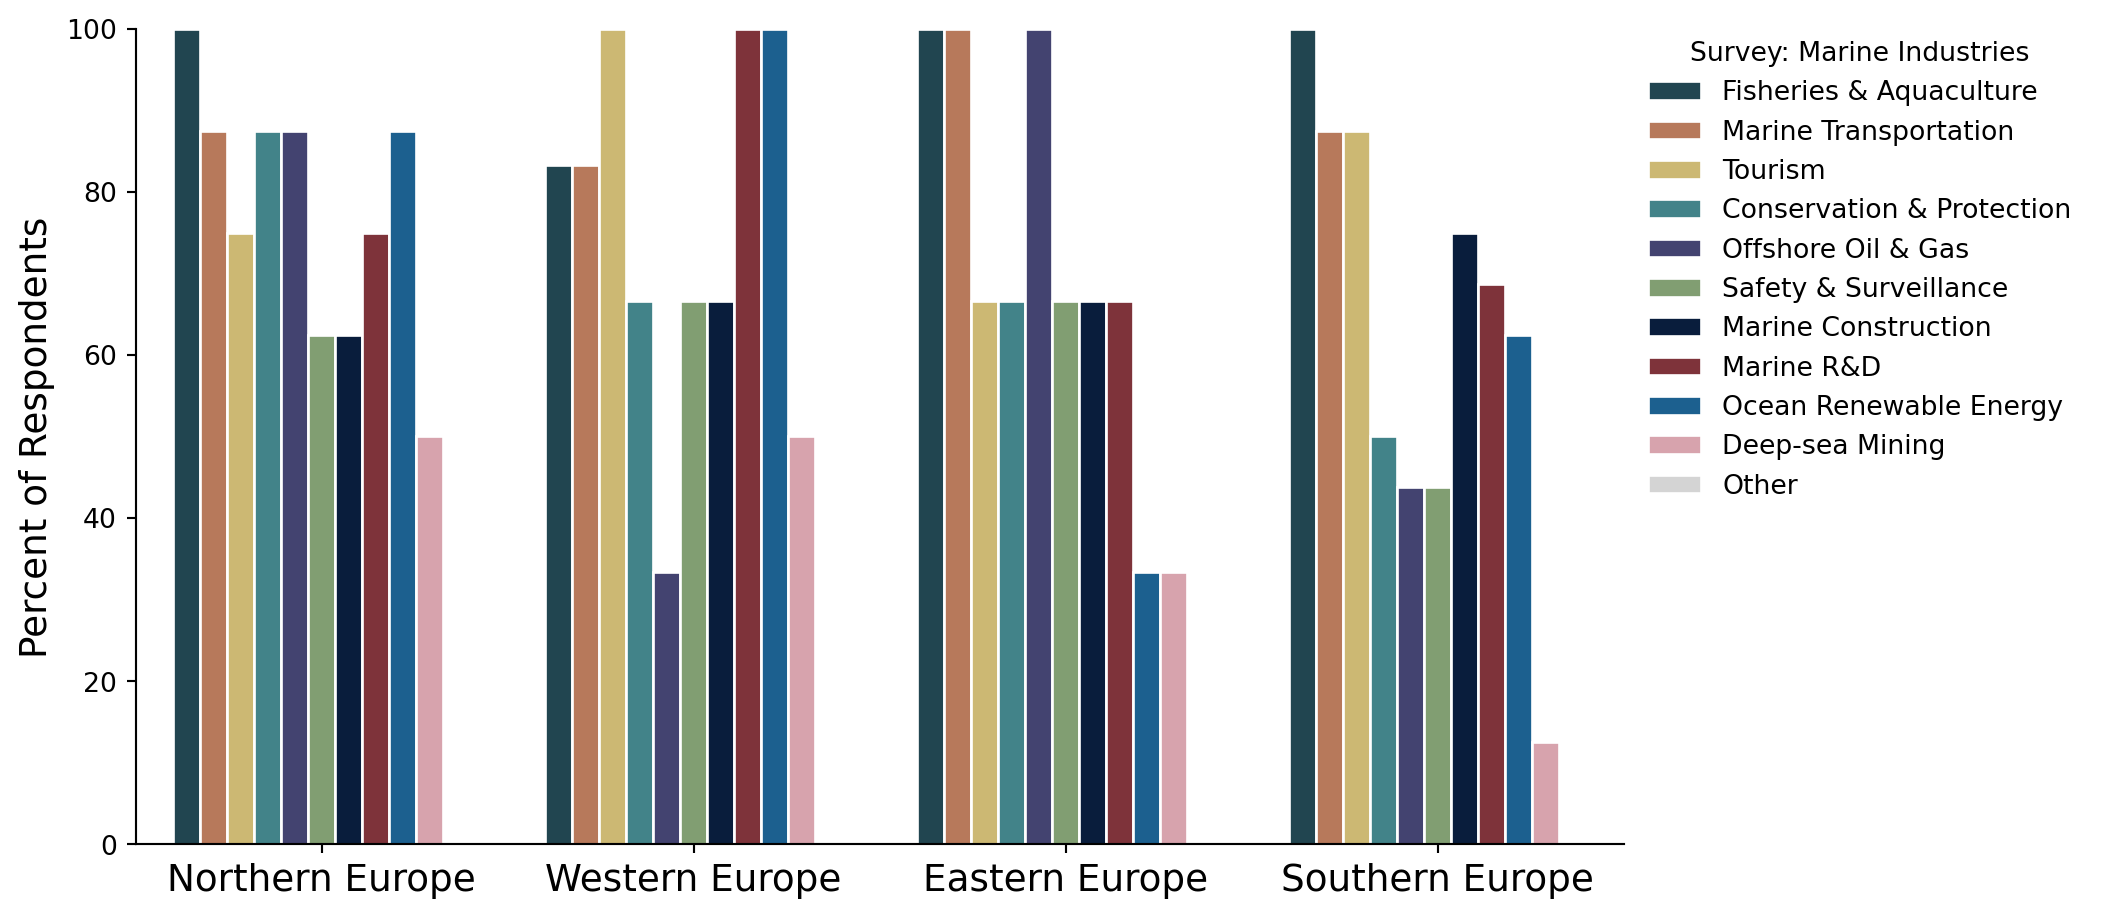 Percent of Respondents
100
80
60
40
20
0
Northern Europe
Western Europe
Eastern Europe
Southern Europe
Survey: Marine Industries
Fisheries & Aquaculture
Marine Transportation
Tourism
Conservation & Protection
Offshore Oil & Gas
Safety & Surveillance
Marine Construction
Marine R&D
Ocean Renewable Energy
Deep-sea Mining
Other